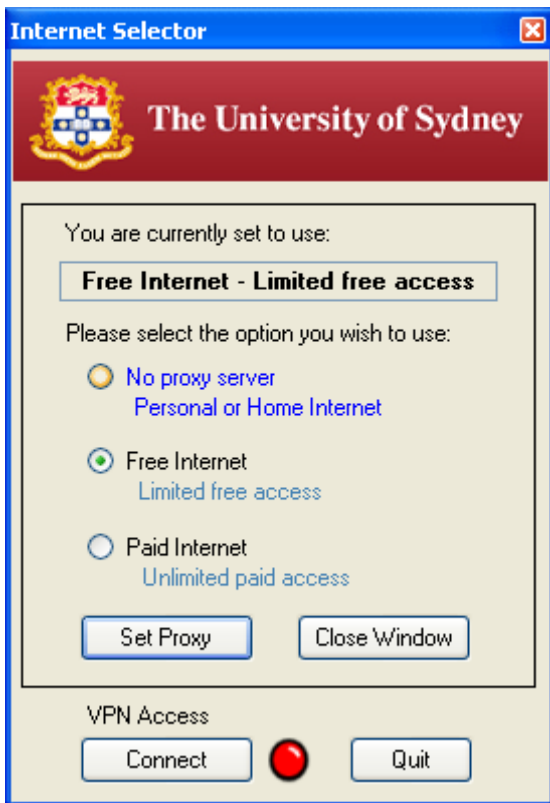 Internet Selector
The University of Sydney
You are currently set to use:
Free Internet - Limited free access
Please select the option you wish to use:
No proxy server
Personal or Home Internet
Free Internet
Limited free access
Paid Internet
Unlimited paid access
Set Proxy Close Window
VPN Access
Connect Quit